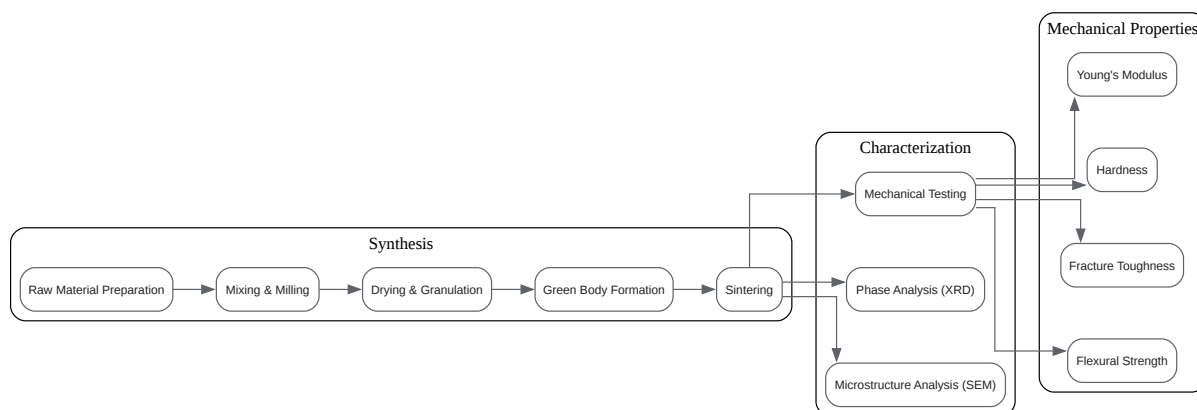 Synthesis
Raw Material Preparation
Mixing & Milling
Drying & Granulation
Green Body Formation
Sintering
Characterization
Mechanical Testing
Phase Analysis (XRD)
Microstructure Analysis (SEM)
Mechanical Properties
Young's Modulus
Hardness
Fracture Toughness
Flexural Strength